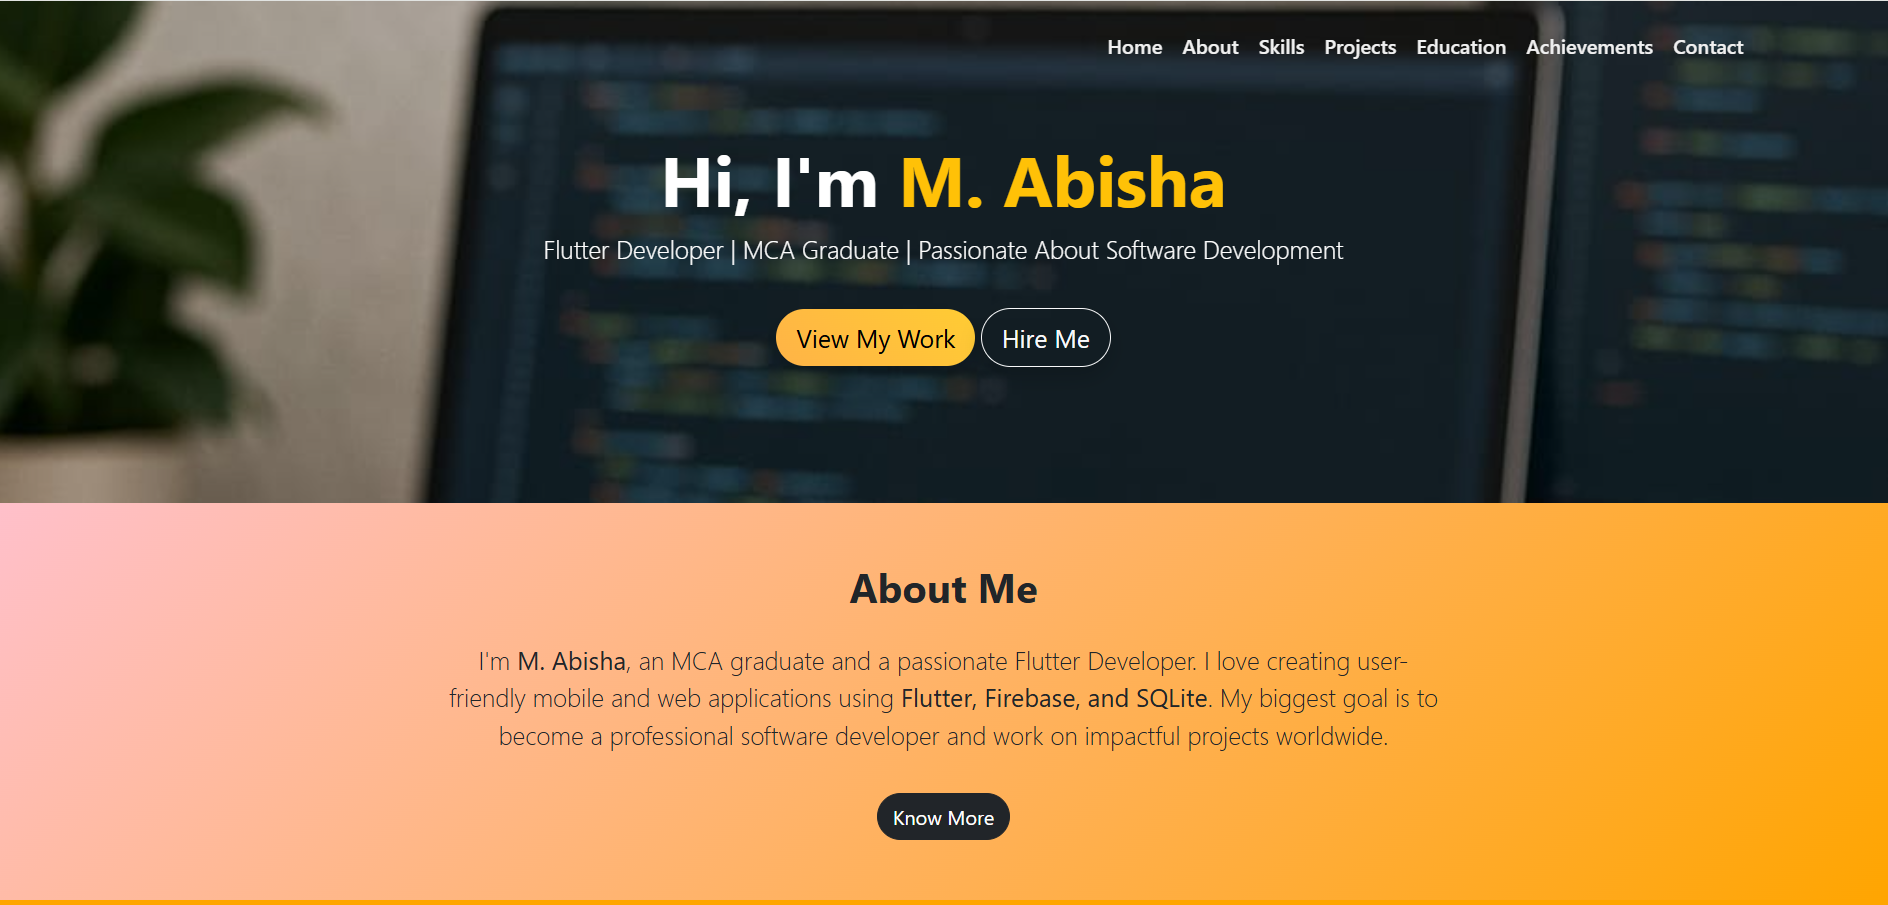 Home About Skills Projects Education Achievements Contact
Hi, I'm M. Abisha
Flutter Developer | MCA Graduate | Passionate About Software Development
View My Work Hire Me
About Me
I'm M. Abisha, an MCA graduate and a passionate Flutter Developer. I love creating user-
friendly mobile and web applications using Flutter, Firebase, and SQLite. My biggest goal is to
become a professional software developer and work on impactful projects worldwide.
Know More